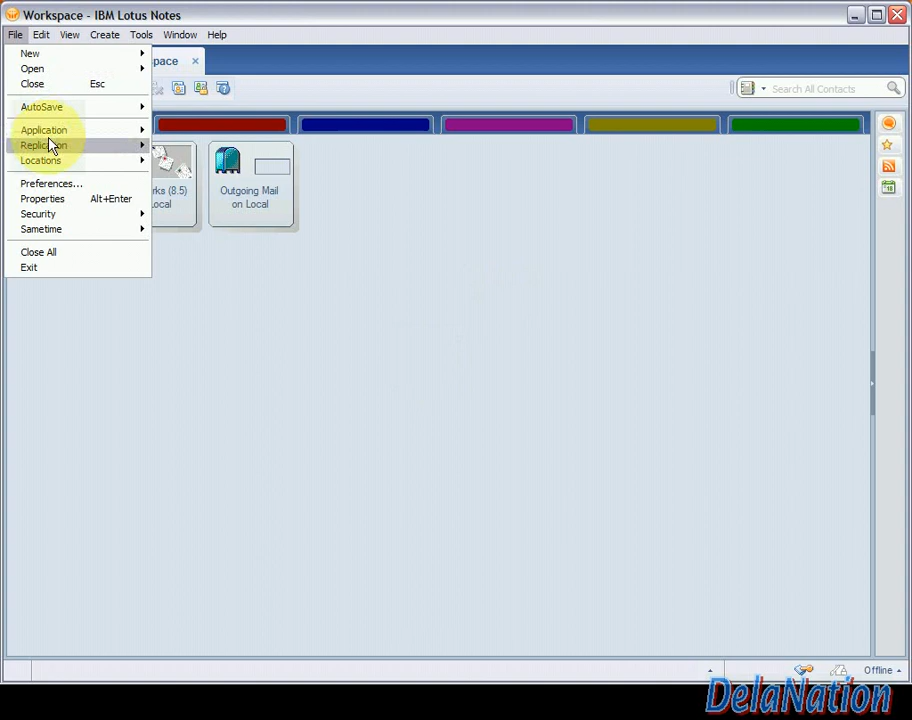 Workspace - IBM Lotus Notes
File Edit View Create Tools Window Help
New
Open
Close Esc
AutoSave
Application
Replication
Locations
Preferences...
Properties Alt+Enter
Security
Sametime
Close All
Exit
pace
Search All Contacts
rks (8.5)
Local
Outgoing Mail
on Local
Offline
DelaNation